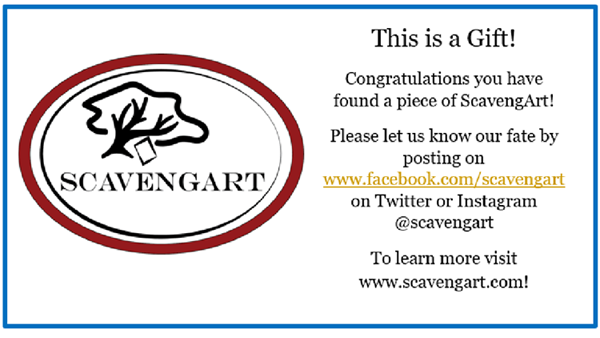 SCAVENGART
This is a Gift!
Congratulations you have
found a piece of ScavengArt!
Please let us know our fate by
posting on
www.facebook.com/scavengart
on Twitter or Instagram
@scavengart
To learn more visit
www.scavengart.com!